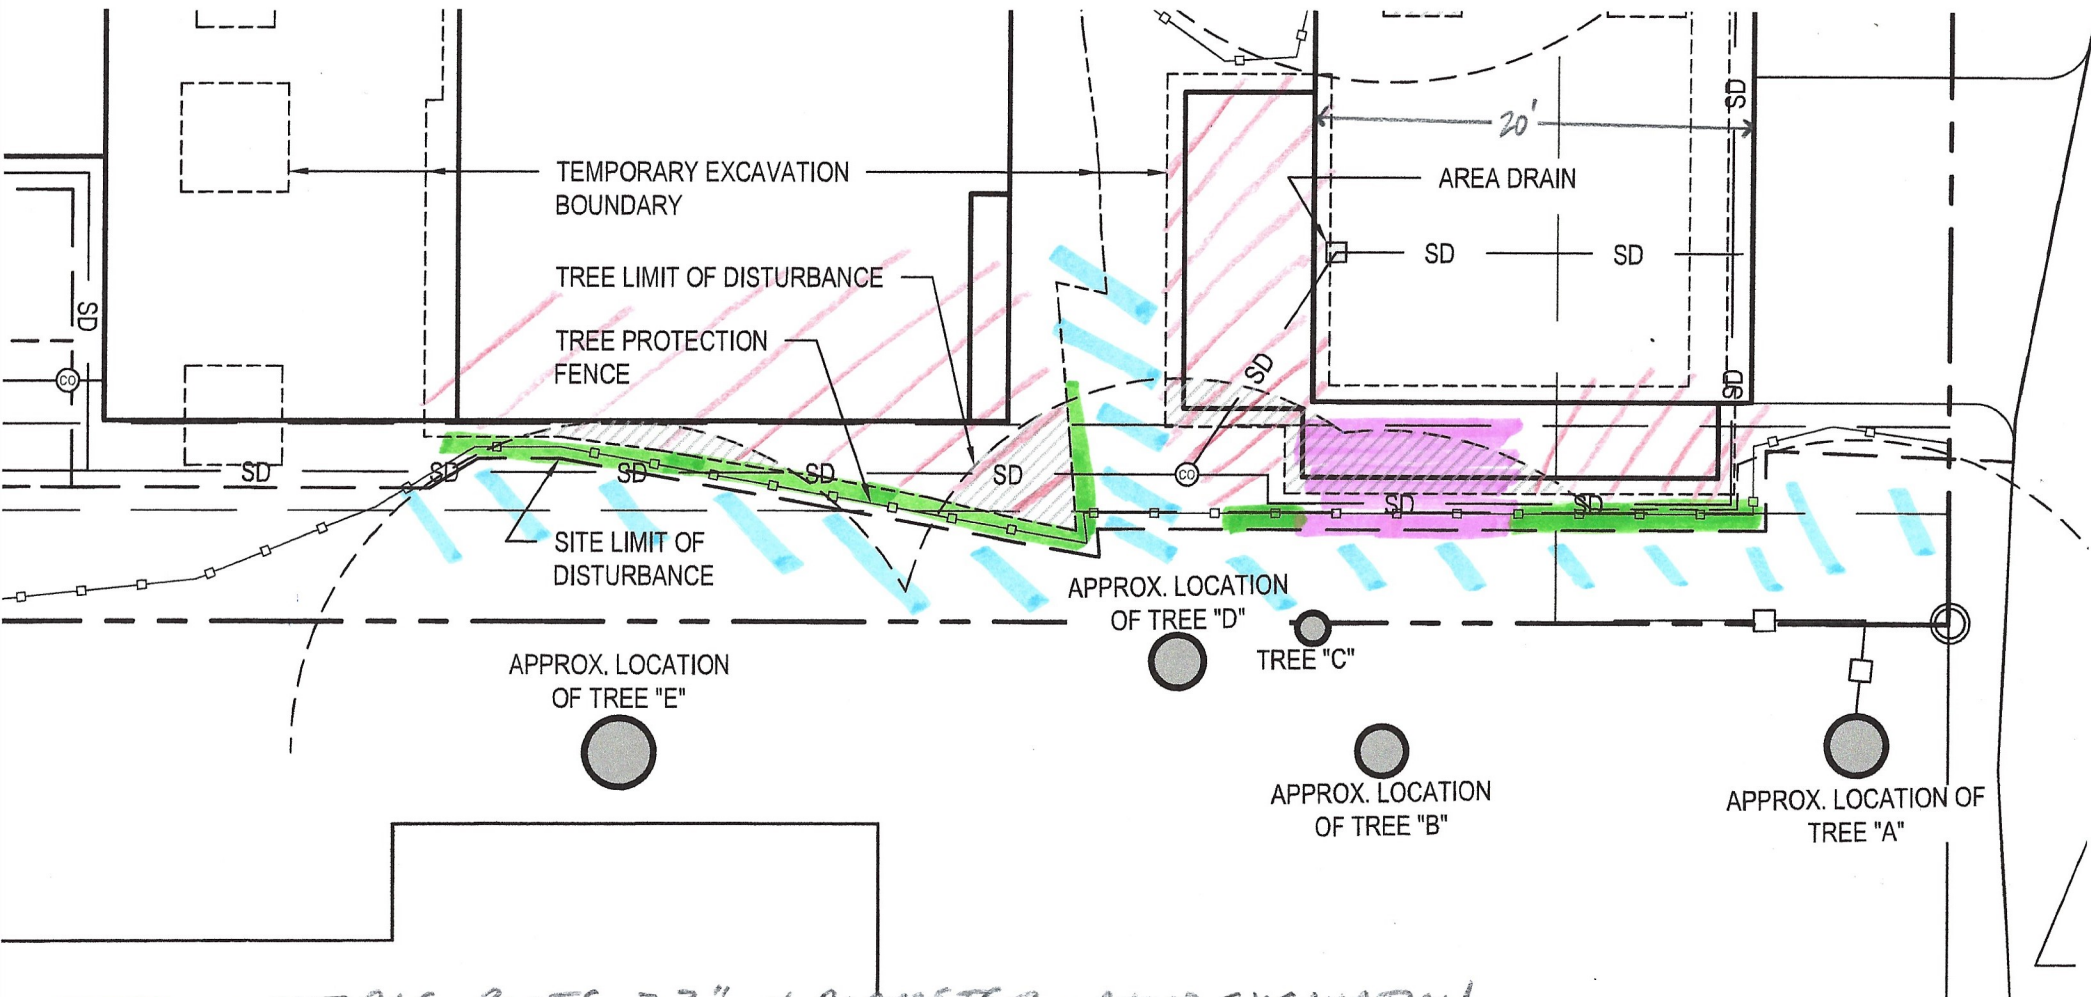 SD
20'
TEMPORARY EXCAVATION
BOUNDARY
AREA DRAIN
SD
SD
TREE LIMIT OF DISTURBANCE
SD
TREE PROTECTION
FENCE
CO
SD
SD
SD
SD
SD
SD
SD
CO
SD
SD
SITE LIMIT OF
DISTURBANCE
APPROX. LOCATION
OF TREE "D"
TREE "C"
APPROX. LOCATION
OF TREE "E"
APPROX. LOCATION
OF TREE "B"
APPROX. LOCATION OF
TREE "A"